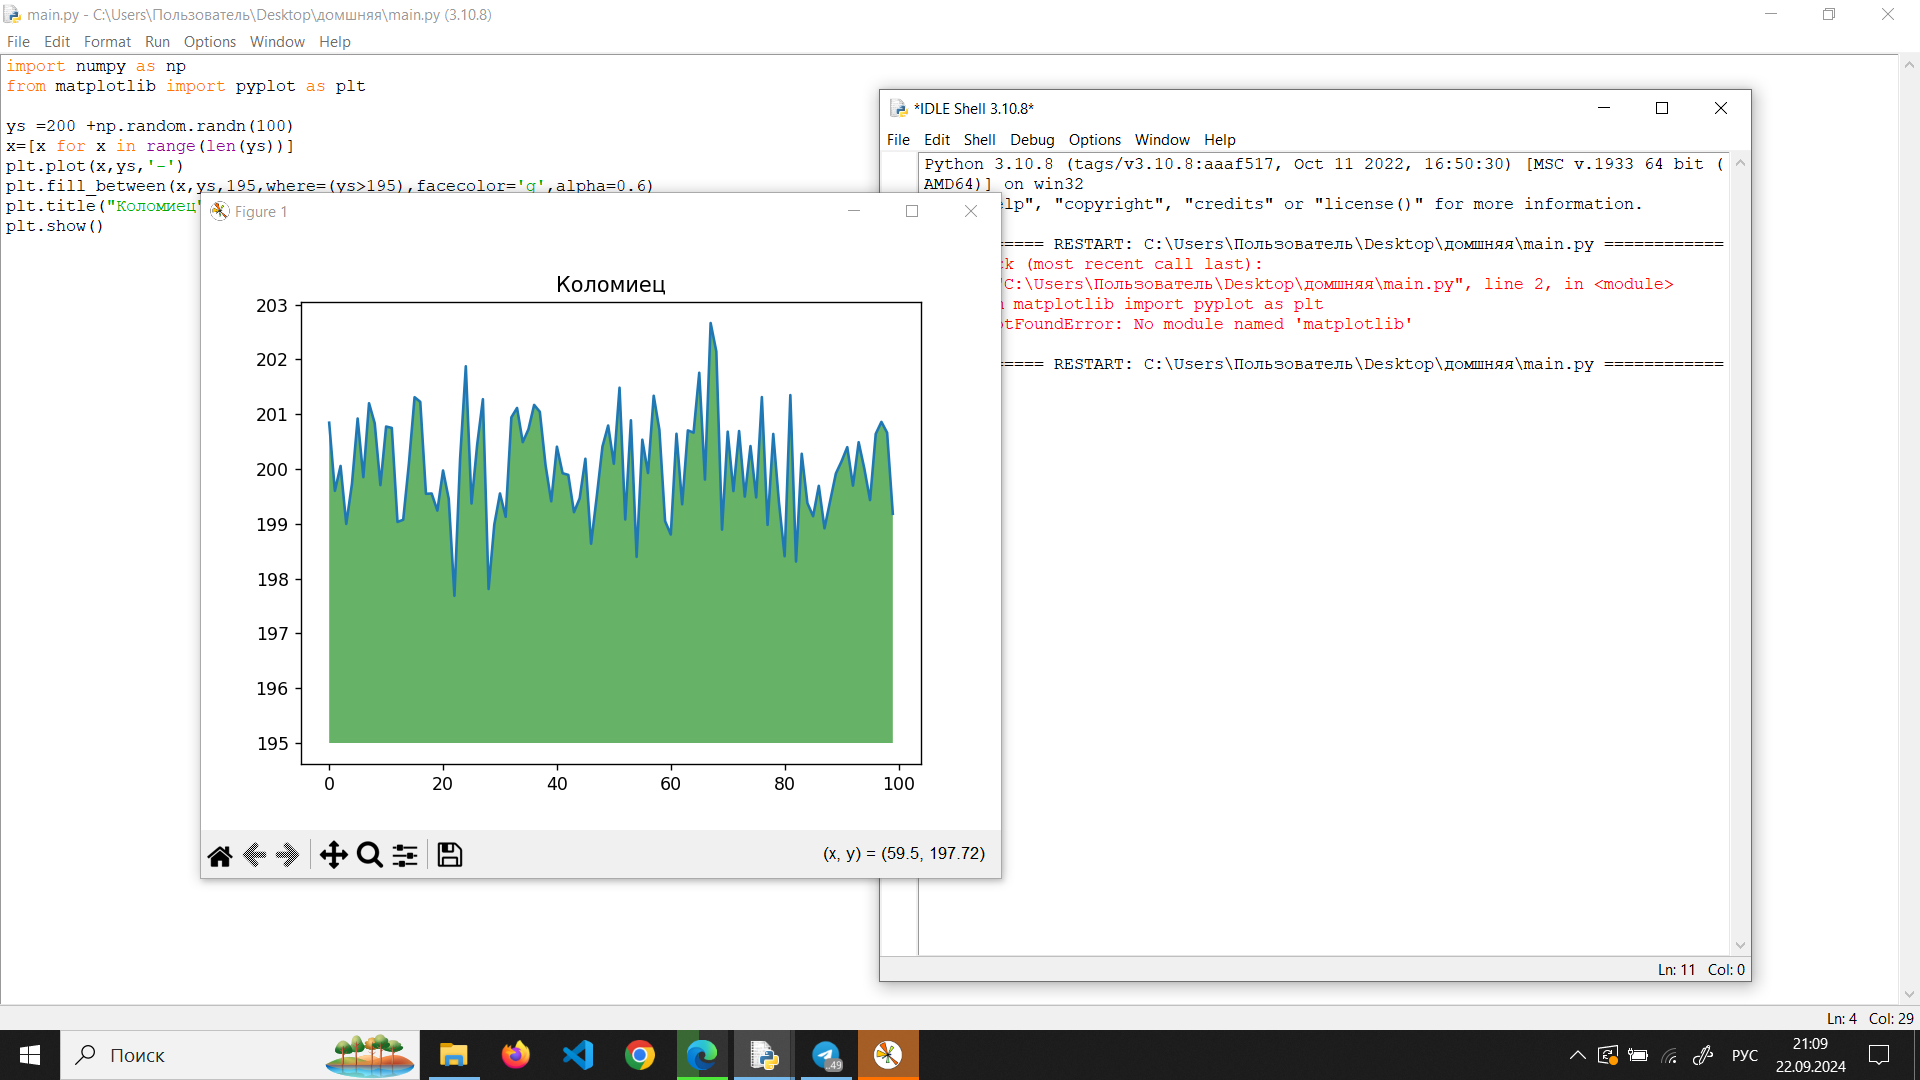 main.py - C:\Users\Пользователь\Desktop\домшняя\main.py (3.10.8)
File Edit Format Run Options Window Help
import numpy as np
from matplotlib import pyplot as plt
ys =200 +np.random.randn(100)
x=[x for x in range(len(ys))]
plt.plot(x,ys,'-')
plt.fill_between(x,ys,195,where=(ys>195),facecolor='g',alpha=0.6)
plt.title("Коломиец"
plt.show()
*IDLE Shell 3.10.8*
File Edit Shell Debug Options Window Help
Python 3.10.8 (tags/v3.10.8:aaaf517, Oct 11 2022, 16:50:30) [MSC v.1933 64 bit (
AMD64)] on win32
lp", "copyright", "credits" or "license()" for more information.
===== RESTART: C:\Users\Пользователь\Desktop\домшняя\main.py ============
ck (most recent call last):
"C:\Users\Пользователь\Desktop\домшняя\main.py", line 2, in <module>
matplotlib import pyplot as plt
otFoundError: No module named 'matplotlib'
===== RESTART: C:\Users\Пользователь\Desktop\домшняя\main.py ============
Ln: 11 Col: 0
Figure 1
Коломиец
203
202
201
200
199
198
197
196
195
0 20 40 60 80 100
(x, y) = (59.5, 197.72)
Ln: 4 Col: 29
Поиск
..49
РУС
21:09
22.09.2024